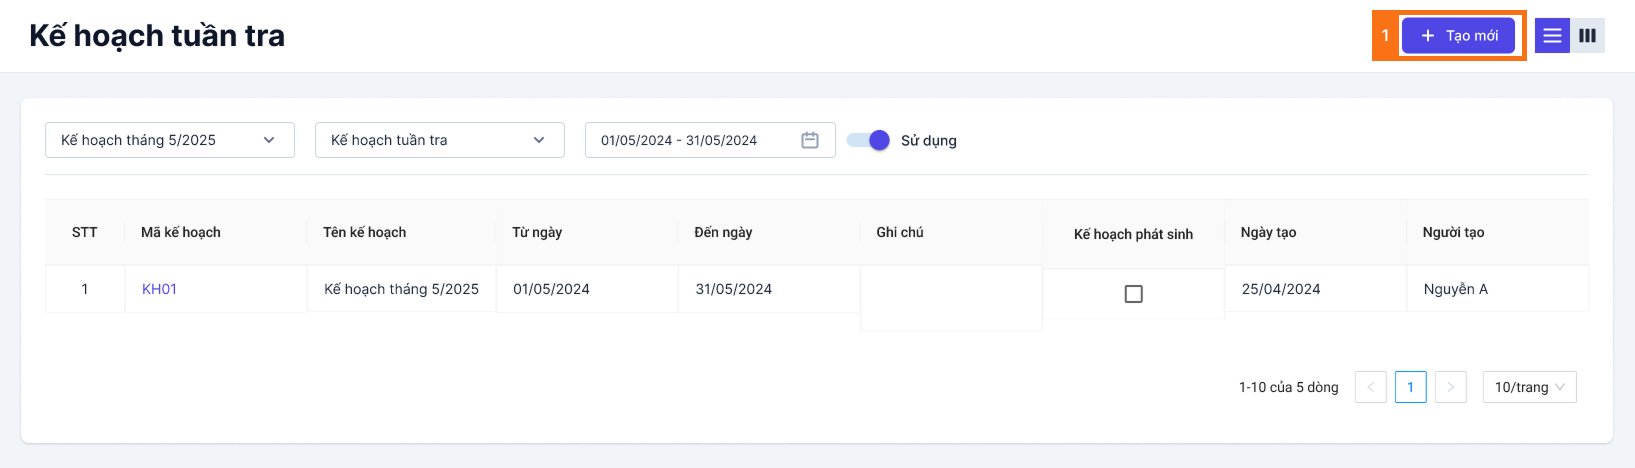 Kế hoạch tuần tra
1
+ Tạo mới
Kế hoạch tháng 5/2025
Kế hoạch tuần tra
01/05/2024 - 31/05/2024
Sử dụng
STT Mã kế hoạch Tên kế hoạch Từ ngày Đến ngày Ghi chú Kế hoạch phát sinh Ngày tạo Người tạo
1 KH01 Kế hoạch tháng 5/2025 01/05/2024 31/05/2024 25/04/2024 Nguyễn A
1-10 của 5 dòng < 1 > 10/trang